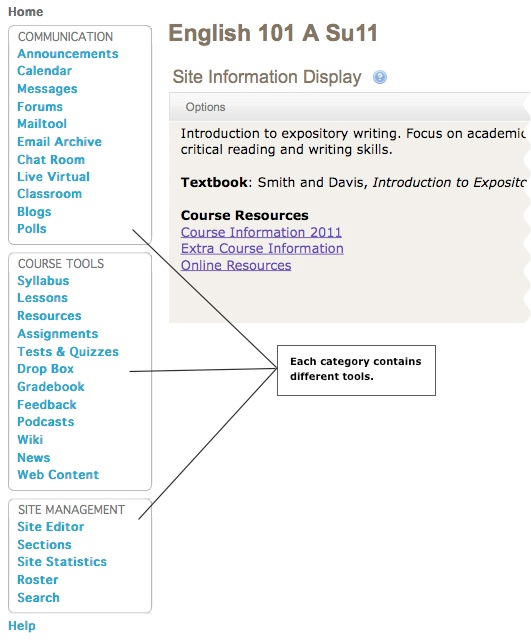 Home
COMMUNICATION
Announcements
Calendar
Messages
Forums
Mailtool
Email Archive
Chat Room
Live Virtual
Classroom
Blogs
Polls
COURSE TOOLS
Syllabus
Lessons
Resources
Assignments
Tests & Quizzes
Drop Box
Gradebook
Feedback
Podcasts
Wiki
News
Web Content
SITE MANAGEMENT
Site Editor
Sections
Site Statistics
Roster
Search
Help
English 101 A Su11
Site Information Display ?
Options
Introduction to expository writing. Focus on
critical reading and writing skills.
Textbook: Smith and Davis, Introduction to
Course Resources
Course Information 2011
Extra Course Information
Online Resources
Each category contains
different tools.